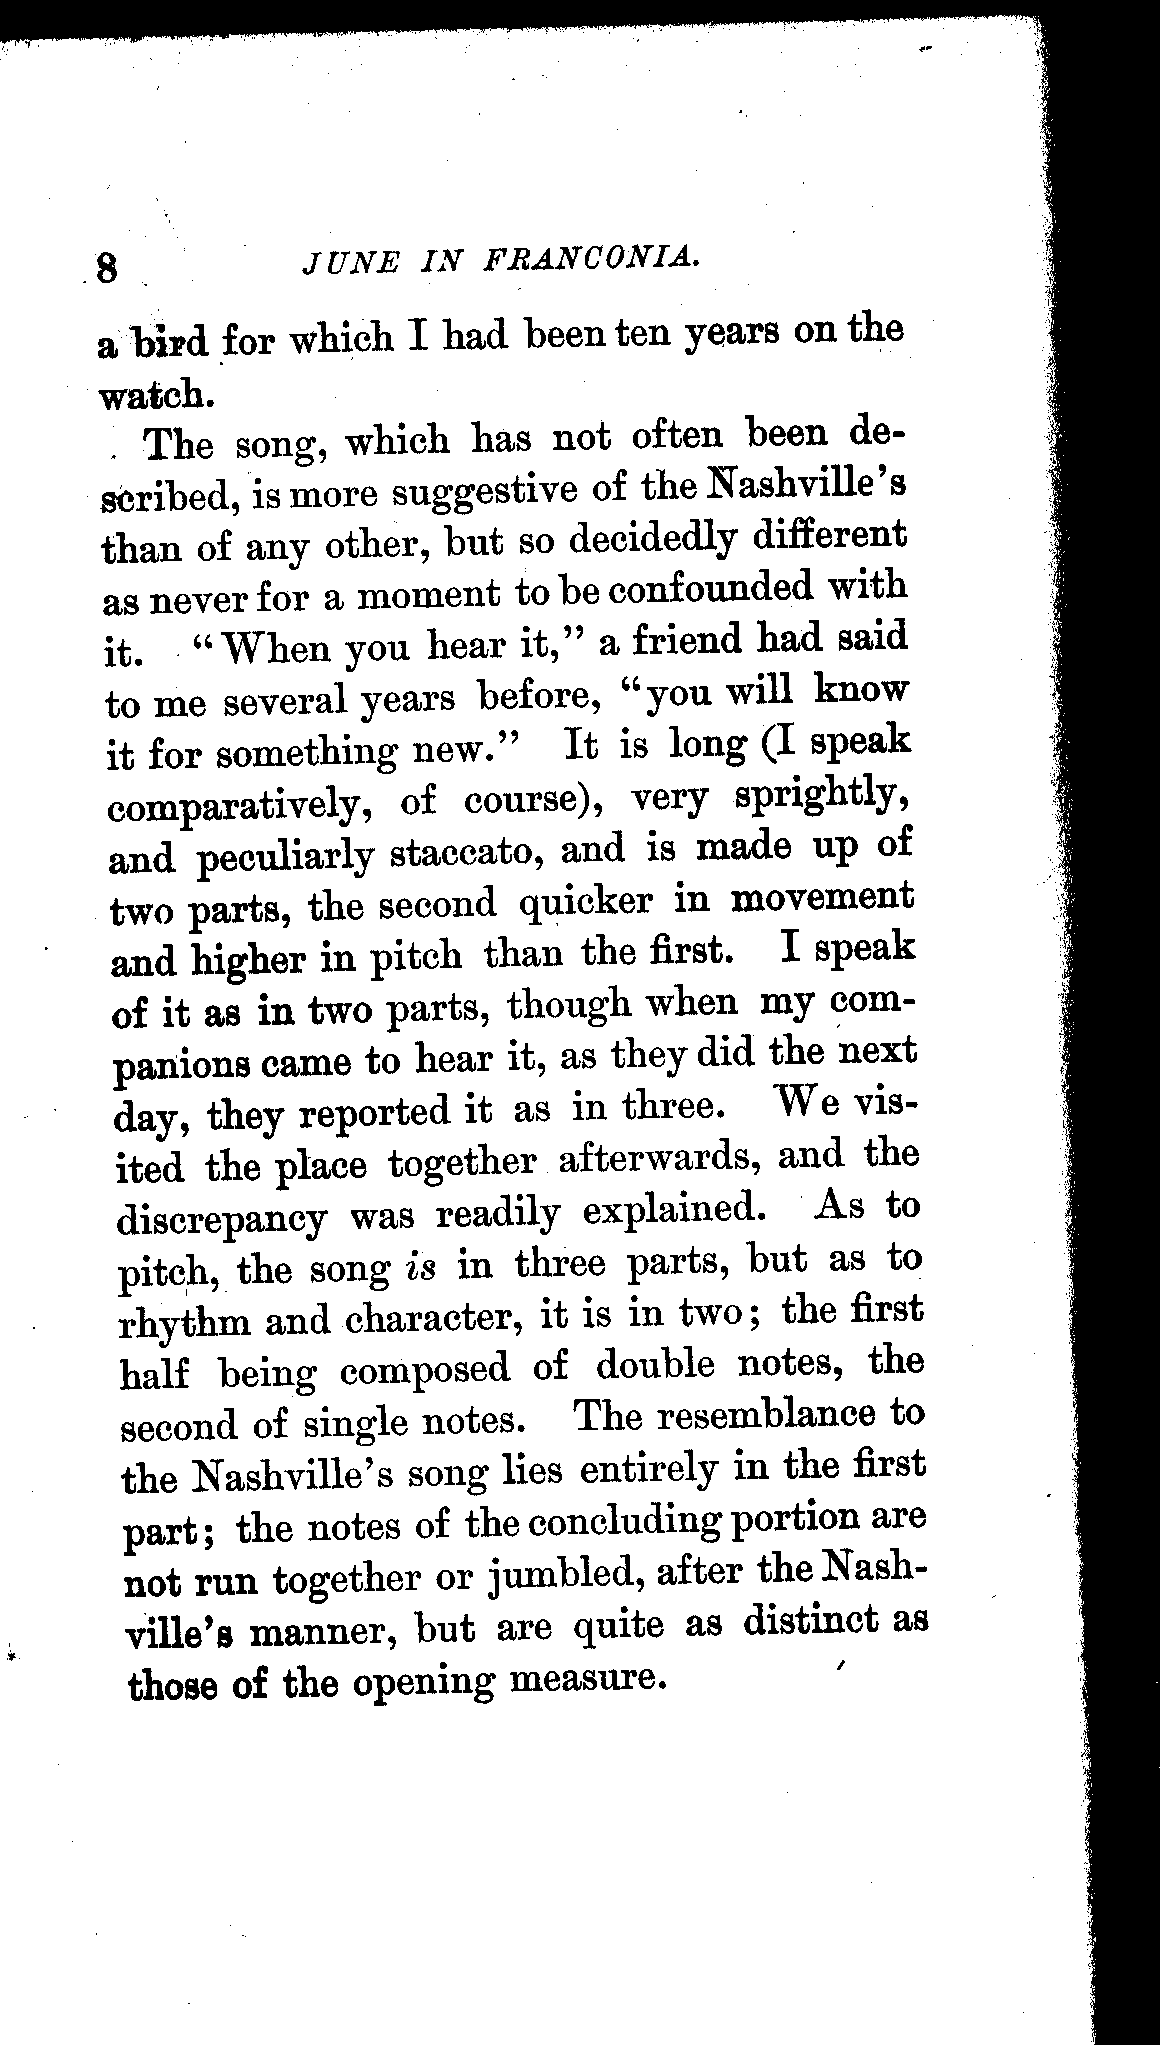 8 JUNE IN FRANCONIA.
a bird for which I had been ten years on the
watch.
The song, which has not often been de-
scribed, is more suggestive of the Nashville's
than of any other, but so decidedly different
as never for a moment to be confounded with
it. "When you hear it," a friend had said
to me several years before, "you will know
it for something new." It is long (I speak
comparatively, of course), very sprightly,
and peculiarly staccato, and is made up of
two parts, the second quicker in movement
and higher in pitch than the first. I speak
of it as in two parts, though when my com-
panions came to hear it, as they did the next
day, they reported it as in three. We vis-
ited the place together afterwards, and the
discrepancy was readily explained. As to
pitch, the song is in three parts, but as to
rhythm and character, it is in two; the first
half being composed of double notes, the
second of single notes. The resemblance to
the Nashville's song lies entirely in the first
part; the notes of the concluding portion are
not run together or jumbled, after the Nash-
ville's manner, but are quite as distinct as
those of the opening measure.